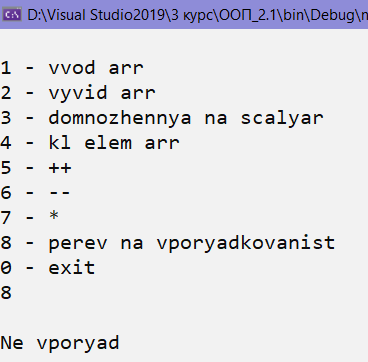 D:\Visual Studio2019\3 курс\ООП_2.1\bin\Debug\
1 - vvod arr
2 - vyvid arr
3 - domnozhennya na scalyar
4 - kl elem arr
5 - ++
6 - --
7 - *
8 - perev na vporyadkovanist
0 - exit
8
Ne vporyad